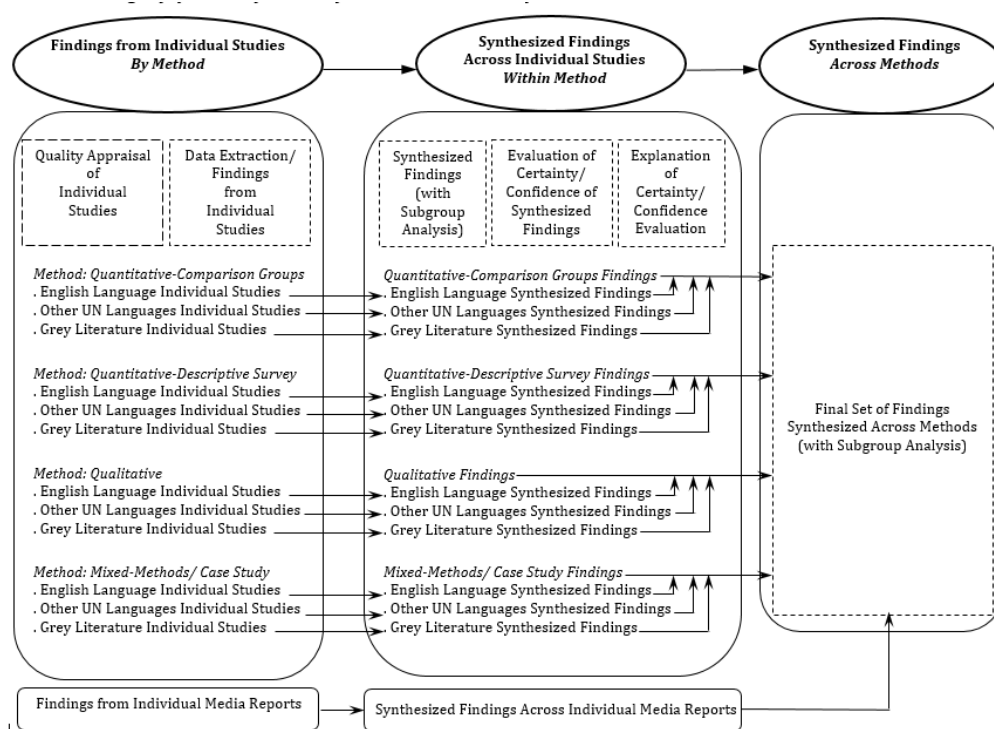 Findings from Individual Studies
By Method
Synthesized Findings
Across Individual Studies
Within Method
Synthesized Findings
Across Methods
Quality Appraisal
of
Individual
Studies
Data Extraction/
Findings
from
Individual
Studies
Synthesized
Findings
(with
Subgroup
Analysis)
Evaluation of
Certainty/
Confidence of
Synthesized
Findings
Explanation
of
Certainty/
Confidence
Evaluation
Method: Quantitative-Comparison Groups
. English Language Individual Studies
. Other UN Languages Individual Studies
. Grey Literature Individual Studies
Quantitative-Comparison Groups Findings
. English Language Synthesized Findings
. Other UN Languages Synthesized Findings
. Grey Literature Synthesized Findings
Method: Quantitative-Descriptive Survey
. English Language Individual Studies
. Other UN Languages Individual Studies
. Grey Literature Individual Studies
Quantitative-Descriptive Survey Findings
. English Language Synthesized Findings
. Other UN Languages Synthesized Findings
. Grey Literature Synthesized Findings
Method: Qualitative
. English Language Individual Studies
. Other UN Languages Individual Studies
. Grey Literature Individual Studies
Qualitative Findings
. English Language Synthesized Findings
. Other UN Languages Synthesized Findings
. Grey Literature Synthesized Findings
Method: Mixed-Methods/ Case Study
. English Language Individual Studies
. Other UN Languages Individual Studies
. Grey Literature Individual Studies
Mixed-Methods/ Case Study Findings
. English Language Synthesized Findings
. Other UN Languages Synthesized Findings
. Grey Literature Synthesized Findings
Final Set of Findings
Synthesized Across Methods
(with Subgroup Analysis)
Findings from Individual Media Reports
Synthesized Findings Across Individual Media Reports